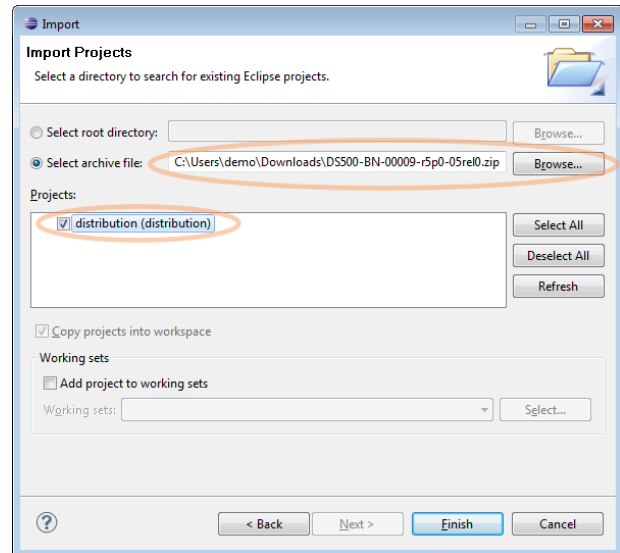 Import
Import Projects
Select a directory to search for existing Eclipse projects.
Select root directory:
Browse...
Select archive file:
C:\Users\demo\Downloads\DS500-BN-00009-r5p0-05rel0.zip
Browse...
Projects:
distribution (distribution)
Select All
Deselect All
Refresh
Copy projects into workspace
Working sets
Add project to working sets
Working sets:
Select...
?
< Back
Next >
Finish
Cancel